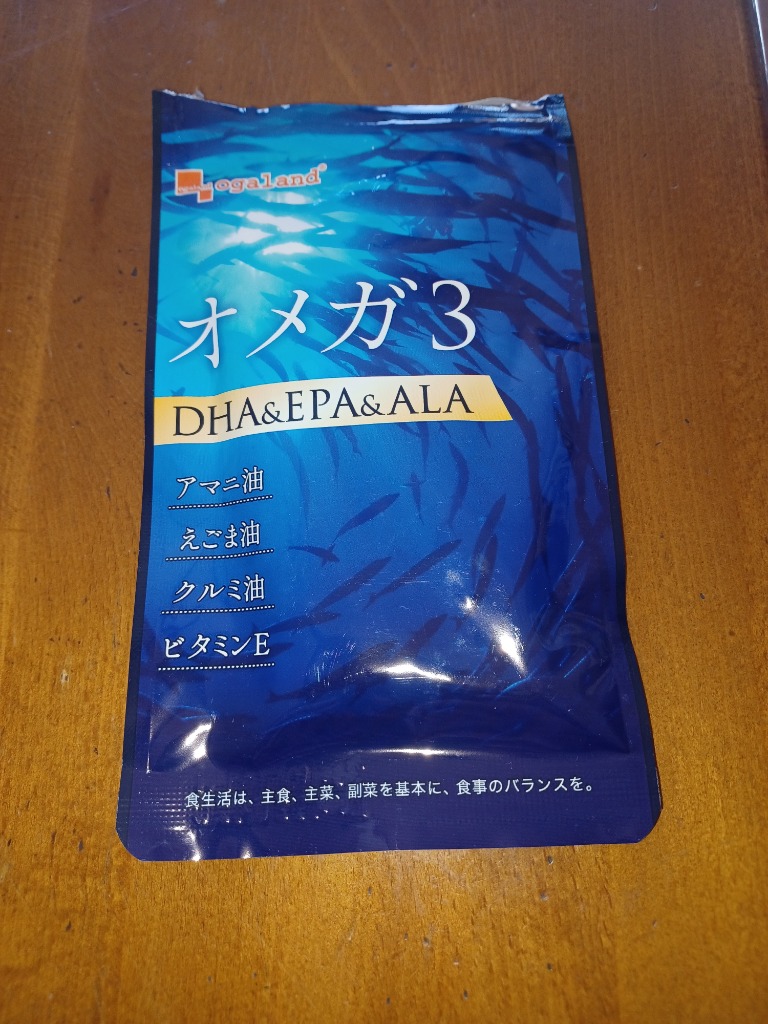 ogaland®
オメガ3
DHA&EPA&ALA
アマニ油
えごま油
クルミ油
ビタミンE
食生活は、主食、主菜、副菜を基本に、食事のバランスを。